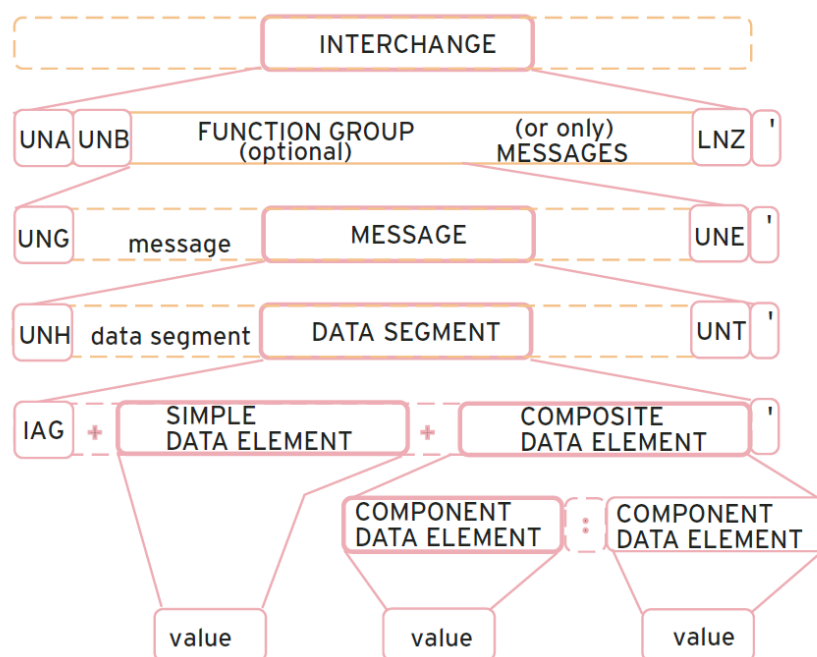 INTERCHANGE
UNA UNB FUNCTION GROUP (or only) LNZ '
(optional) MESSAGES
UNG message MESSAGE UNE '
UNH data segment DATA SEGMENT UNT '
IAG + SIMPLE + COMPOSITE '
DATA ELEMENT DATA ELEMENT
COMPONENT : COMPONENT
DATA ELEMENT DATA ELEMENT
value value value